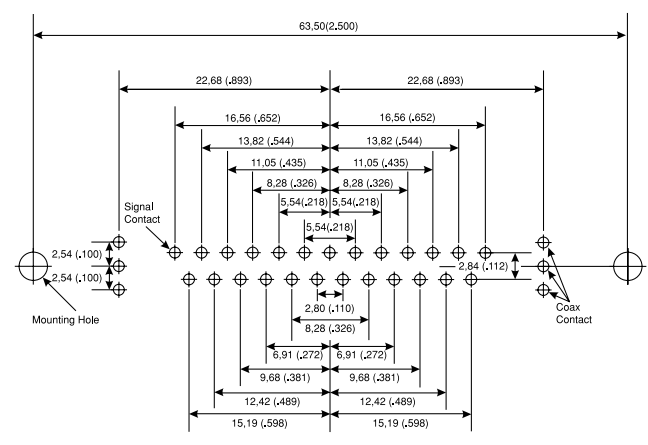 63,50(2.500)
22,68 (.893) 22,68 (.893)
16,56 (.652) 16,56 (.652)
13,82 (.544) 13,82 (.544)
11,05 (.435) 11,05 (.435)
8,28 (.326) 8,28 (.326)
5,54(.218) 5,54(.218)
Signal
Contact
5,54(.218)
2,54 (.100)
2,84 (.112)
2,54 (.100)
Mounting Hole
2,80 (.110)
Coax
Contact
8,28 (.326)
6,91 (.272) 6,91 (.272)
9,68 (.381) 9,68 (.381)
12,42 (.489) 12,42 (.489)
15,19 (.598) 15,19 (.598)